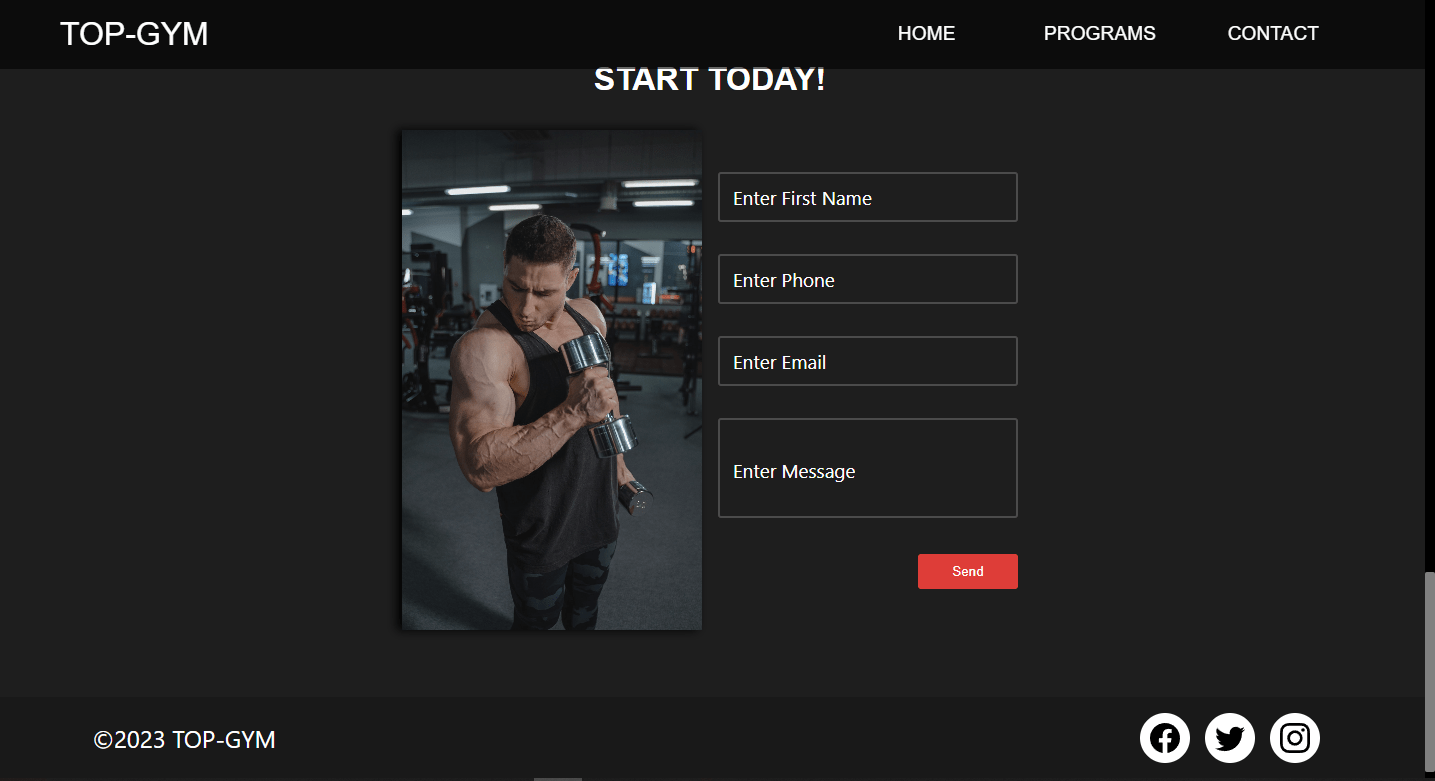 TOP-GYM
HOME
PROGRAMS
CONTACT
START TODAY!
Enter First Name
Enter Phone
Enter Email
Enter Message
Send
©2023 TOP-GYM